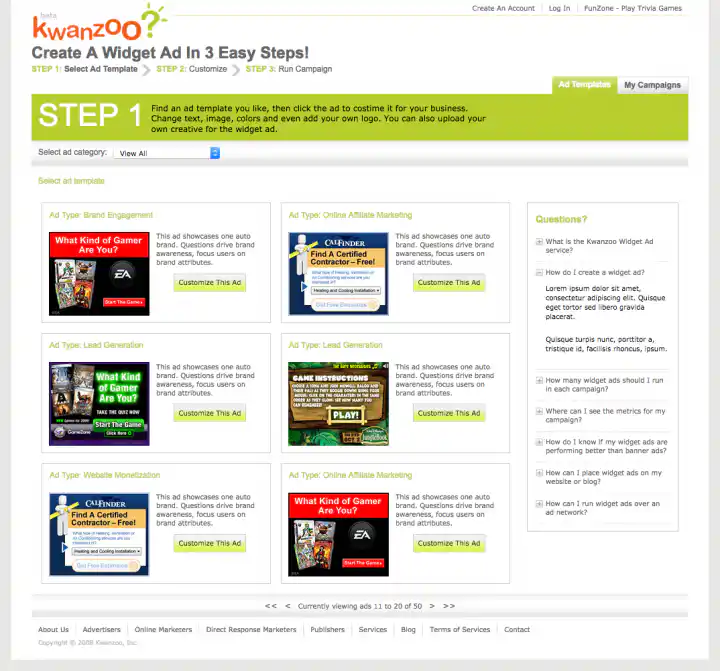 beta
kwanzoo?
Create An Account | Log In | FunZone - Play Trivia Games
Create A Widget Ad In 3 Easy Steps!
STEP 1: Select Ad Template STEP 2: Customize STEP 3: Run Campaign
Ad Templates My Campaigns
STEP 1
Find an ad template you like, then click the ad to costime it for your business.
Change text, image, colors and even add your own logo. You can also upload your
own creative for the widget ad.
Select ad category: View All
Select ad template
Ad Type: Brand Engagement
What Kind of Gamer
Are You?
EA
Start The Game
This ad showcases one auto
brand. Questions drive brand
awareness, focus users on
brand attributes.
Customize This Ad
Ad Type: Online Affiliate Marketing
CALFINDER
Find A Certified
Contractor – Free!
Heating and Cooling Installation
This ad showcases one auto
brand. Questions drive brand
awareness, focus users on
brand attributes.
Customize This Ad
Ad Type: Lead Generation
What Kind
of Gamer
Are You?
TAKE THE QUIZ NOW
Start The Game
Click Here
GameZone
This ad showcases one auto
brand. Questions drive brand
awareness, focus users on
brand attributes.
Customize This Ad
Ad Type: Lead Generation
GAME INSTRUCTIONS
PLAY!
This ad showcases one auto
brand. Questions drive brand
awareness, focus users on
brand attributes.
Customize This Ad
Ad Type: Website Monetization
CALFINDER
Find A Certified
Contractor – Free!
Heating and Cooling Installation
This ad showcases one auto
brand. Questions drive brand
awareness, focus users on
brand attributes.
Customize This Ad
Ad Type: Online Affiliate Marketing
What Kind of Gamer
Are You?
EA
Start The Game
This ad showcases one auto
brand. Questions drive brand
awareness, focus users on
brand attributes.
Customize This Ad
Questions?
What is the Kwanzoo Widget Ad
service?
How do I create a widget ad?
Lorem ipsum dolor sit amet,
consectetur adipiscing elit. Quisque
eget tortor sed libero gravida
placerat.
Quisque turpis nunc, porttitor a,
tristique id, facilisis rhoncus, ipsum.
How many widget ads should I run
in each campaign?
Where can I see the metrics for my
campaign?
How do I know if my widget ads are
performing better than banner ads?
How can I place widget ads on my
website or blog?
How can I run widget ads over an
ad network?
<< < Currently viewing ads 11 to 20 of 50 > >>
About Us | Advertisers | Online Marketers | Direct Response Marketers | Publishers | Services | Blog | Terms of Services | Contact
Copyright © 2008 Kwanzoo, Inc.